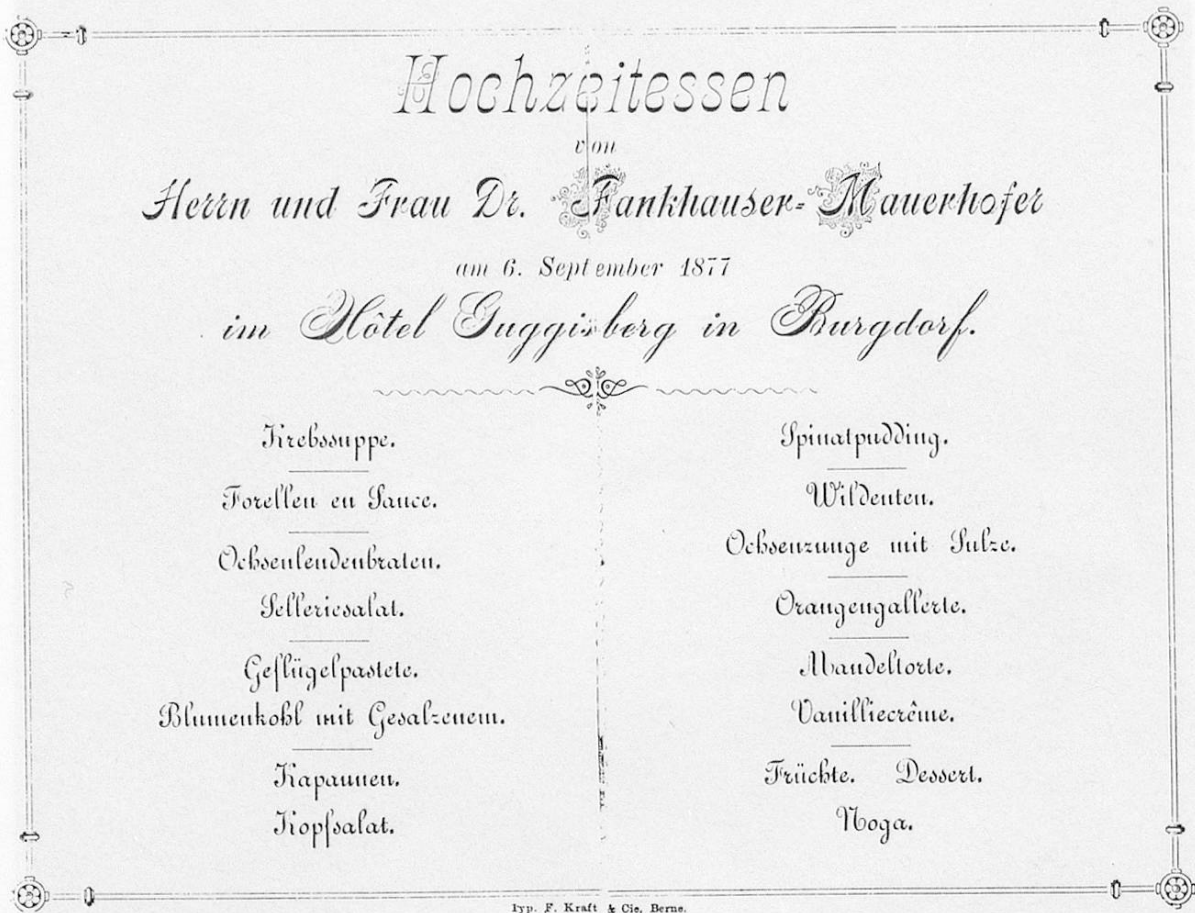 Hochzeitessen
von
Herrn und Frau Dr. Fankhauser-Mauerhofer
am 6. September 1877
im Hôtel Guggisberg in Burgdorf.
Krebssuppe.
Forellen en Sauce.
Ochsenlendenbraten.
Selleriesalat.
Geflügelpastete.
Blumenkohl mit Gesalzenem.
Kapaunen.
Kopfsalat.
Spinatpudding.
Wildenten.
Ochsenzunge mit Sulze.
Orangengallerte.
Mandeltorte.
Vanilliecrême.
Früchte. Dessert.
Noga.
Typ. F. Kraft & Cie. Berne.